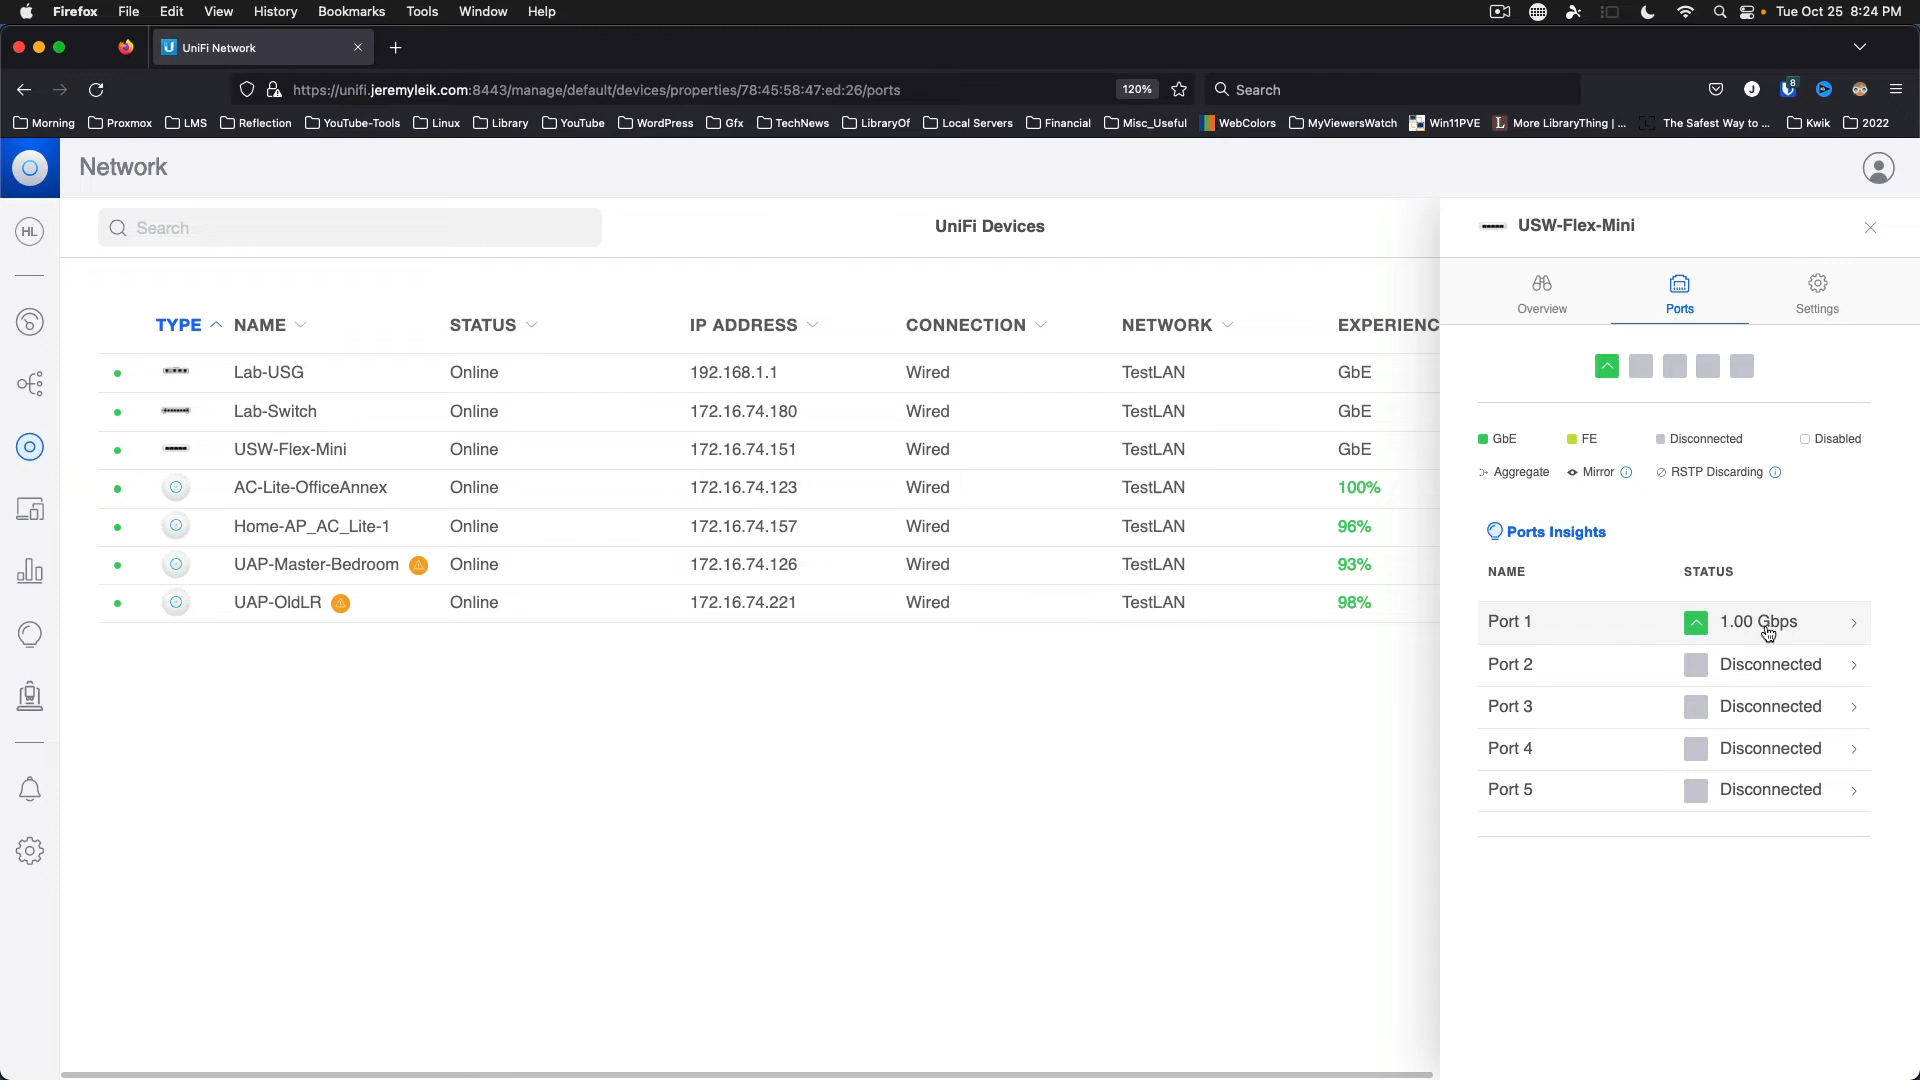 Firefox File Edit View History Bookmarks Tools Window Help Tue Oct 25 8:24 PM
UniFi Network
https://unifi.jeremyleik.com:8443/manage/default/devices/properties/78:45:58:47:ed:26/ports 120% Search 8
Morning Proxmox LMS Reflection YouTube-Tools Linux Library YouTube WordPress Gfx TechNews LibraryOf Local Servers Financial Misc_Useful WebColors MyViewersWatch Win11PVE More LibraryThing | ... The Safest Way to ... Kwik 2022
Network
HL
Search
UniFi Devices
TYPE NAME STATUS IP ADDRESS CONNECTION NETWORK EXPERIENC
Lab-USG Online 192.168.1.1 Wired TestLAN GbE
Lab-Switch Online 172.16.74.180 Wired TestLAN GbE
USW-Flex-Mini Online 172.16.74.151 Wired TestLAN GbE
AC-Lite-OfficeAnnex Online 172.16.74.123 Wired TestLAN 100%
Home-AP_AC_Lite-1 Online 172.16.74.157 Wired TestLAN 96%
UAP-Master-Bedroom Online 172.16.74.126 Wired TestLAN 93%
UAP-OldLR Online 172.16.74.221 Wired TestLAN 98%
USW-Flex-Mini
Overview Ports Settings
GbE FE Disconnected Disabled
Aggregate Mirror RSTP Discarding
Ports Insights
NAME STATUS
Port 1 1.00 Gbps
Port 2 Disconnected
Port 3 Disconnected
Port 4 Disconnected
Port 5 Disconnected